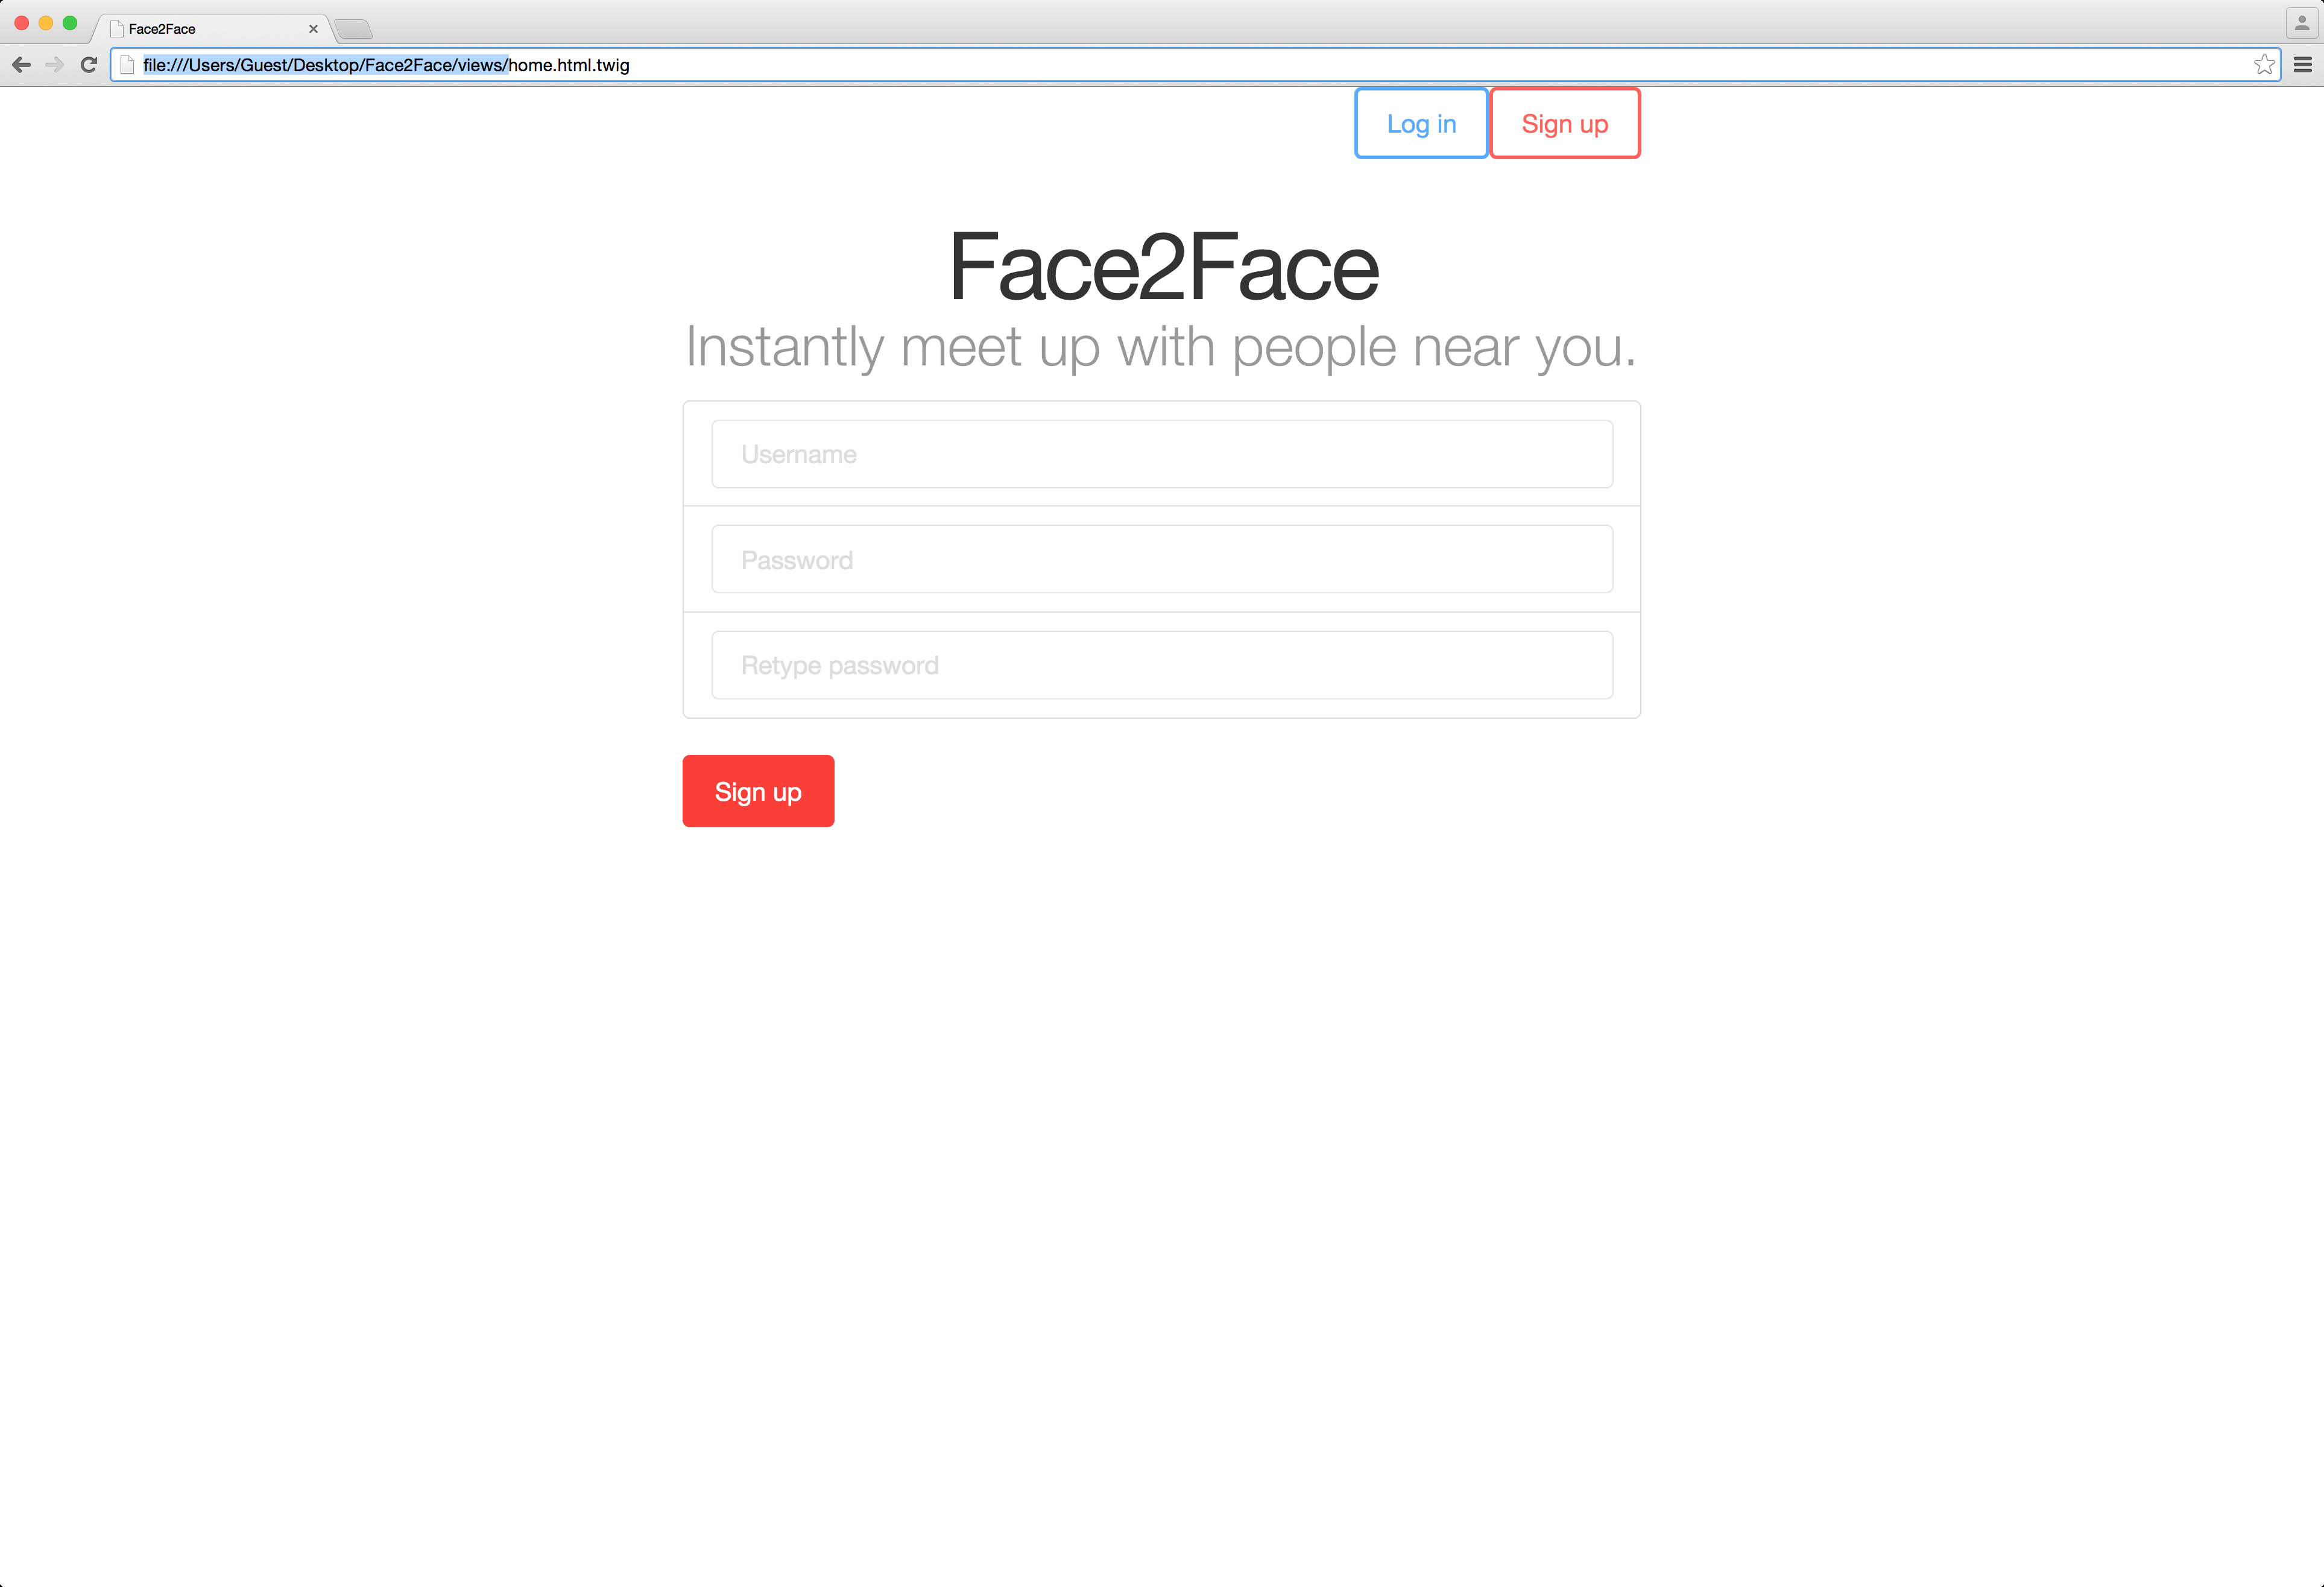 Face2Face
file:///Users/Guest/Desktop/Face2Face/views/home.html.twig
Log in Sign up
Face2Face
Instantly meet up with people near you.
Username
Password
Retype password
Sign up